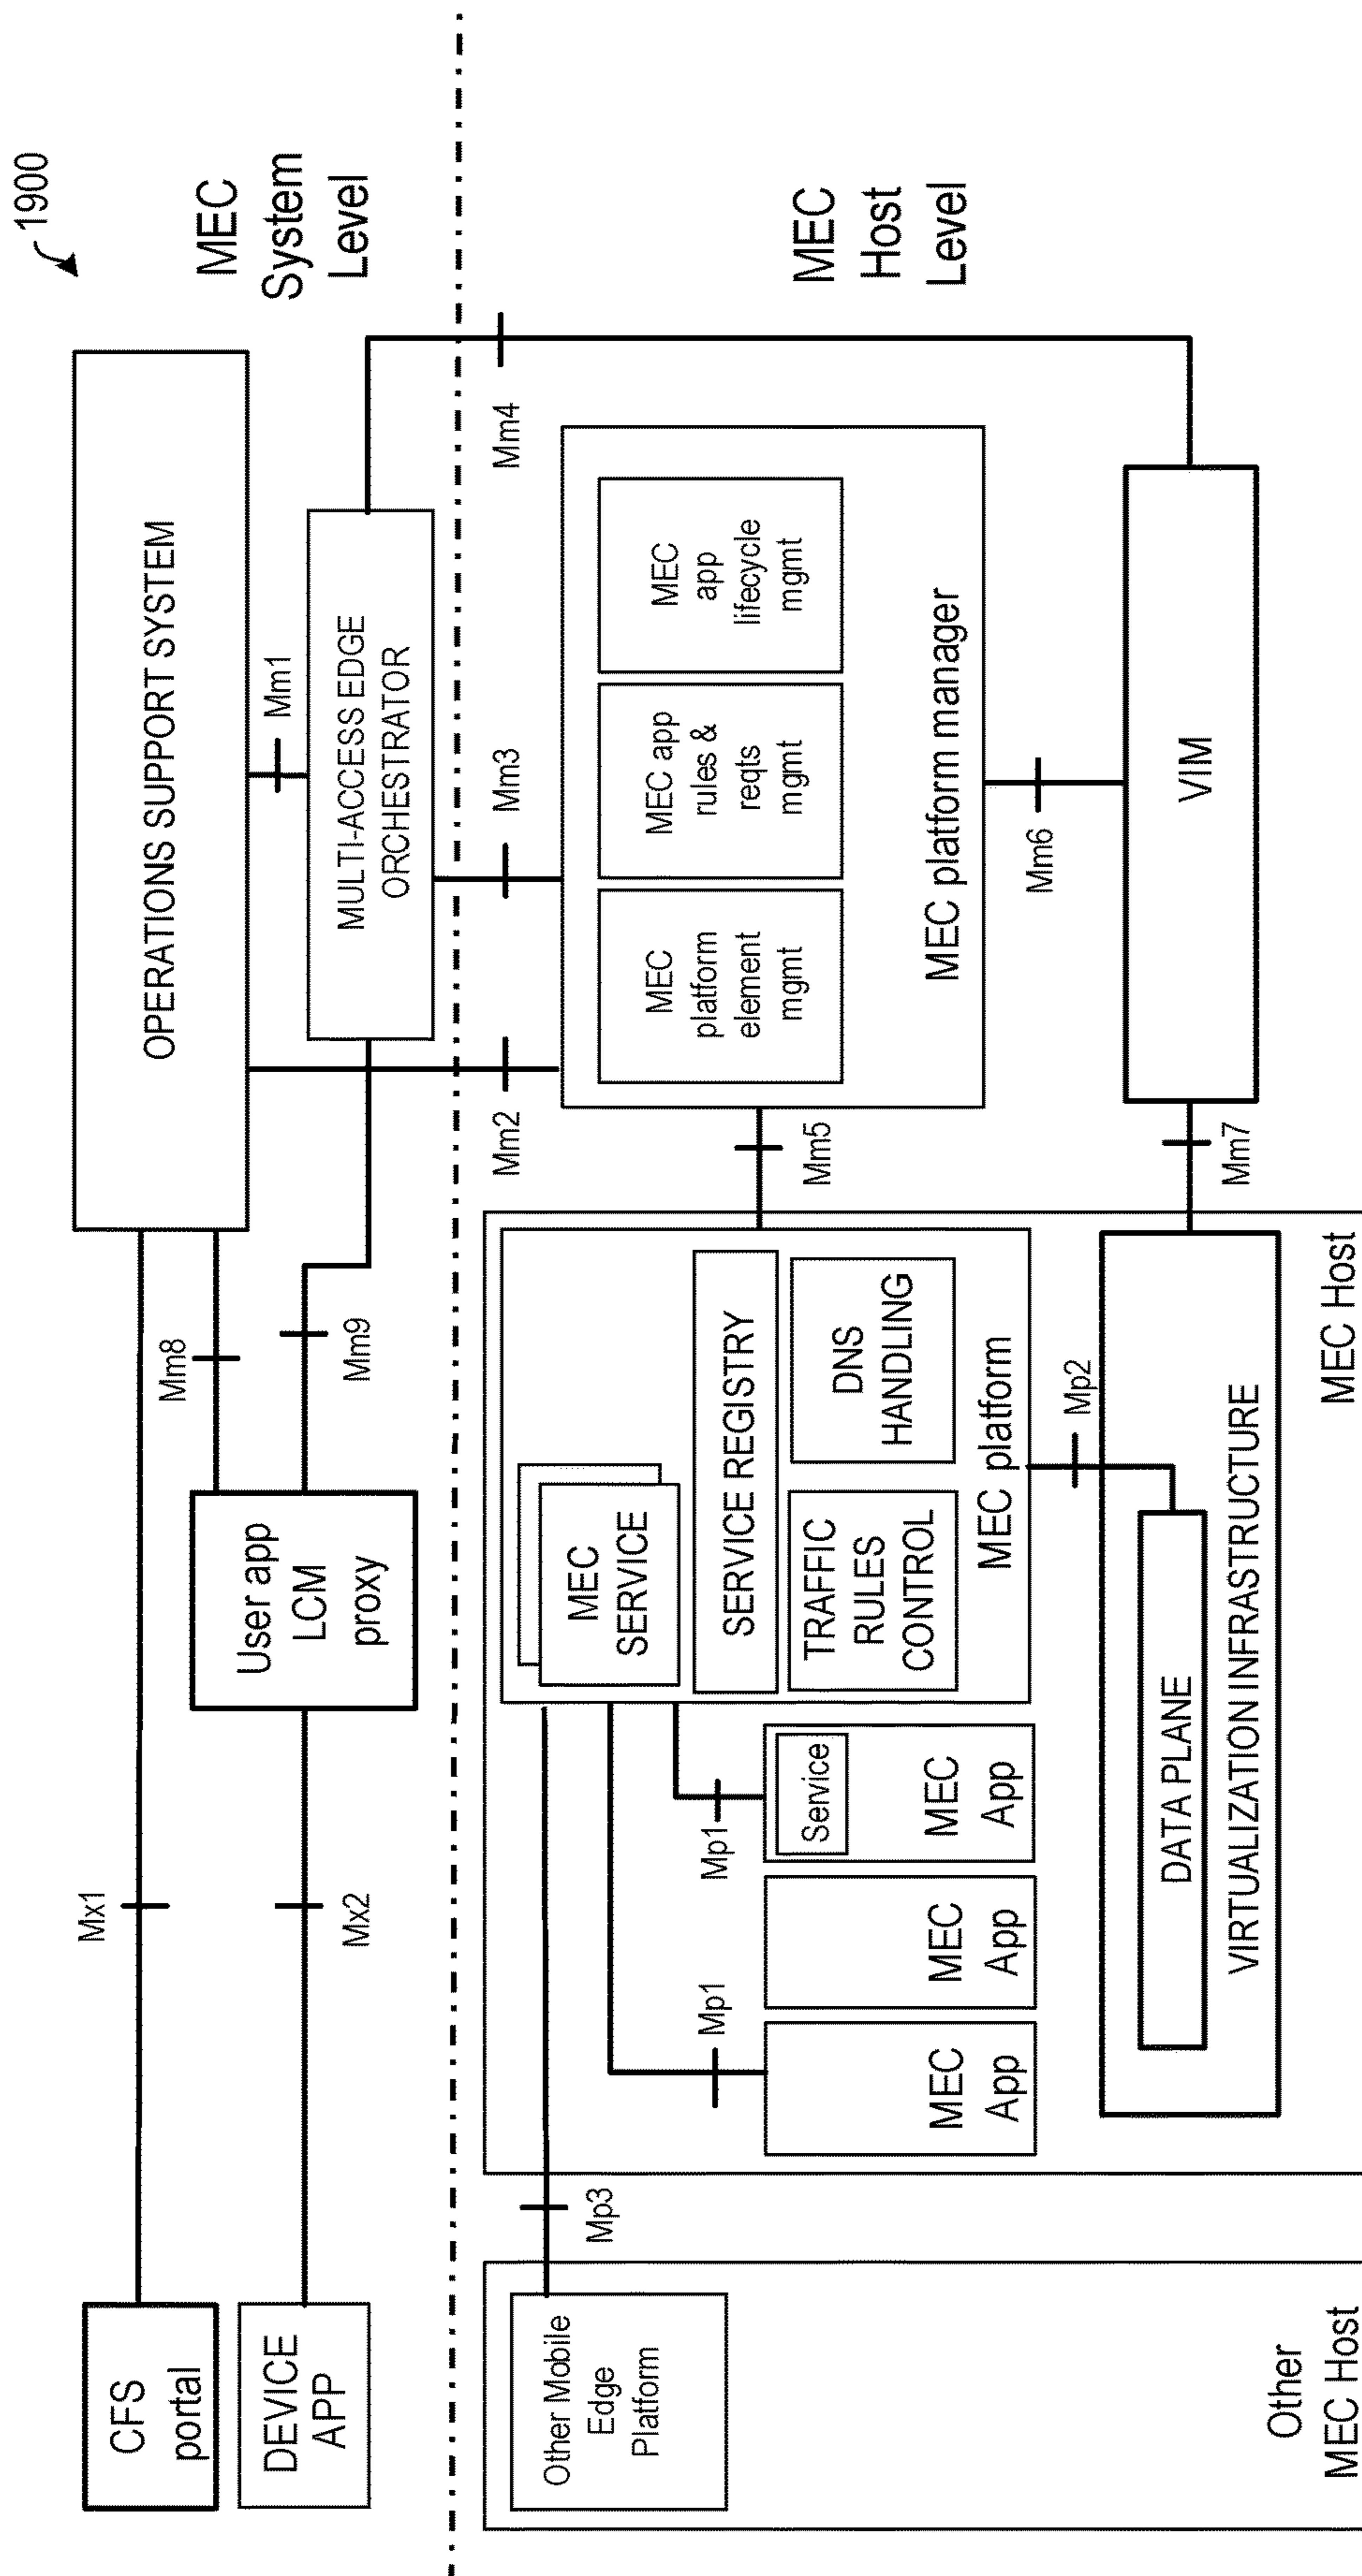 1900
MEC
System
Level
CFS
portal
Mx1
OPERATIONS SUPPORT SYSTEM
Mm8
DEVICE
APP
Mx2
User app
LCM
proxy
Mm9
Mm1
MULTI-ACCESS EDGE
ORCHESTRATOR
MEC
Host
Level
Mm2
Mm3
Mm4
Other Mobile
Edge
Platform
Other
MEC Host
Mp3
Mp1
Mp1
MEC
App
MEC
App
Service
MEC
App
MEC
SERVICE
SERVICE REGISTRY
TRAFFIC
RULES
CONTROL
DNS
HANDLING
MEC platform
Mp2
DATA PLANE
VIRTUALIZATION INFRASTRUCTURE
MEC Host
Mm5
MEC
platform
element
mgmt
MEC app
rules &
reqts
mgmt
MEC
app
lifecycle
mgmt
MEC platform manager
Mm6
Mm7
VIM